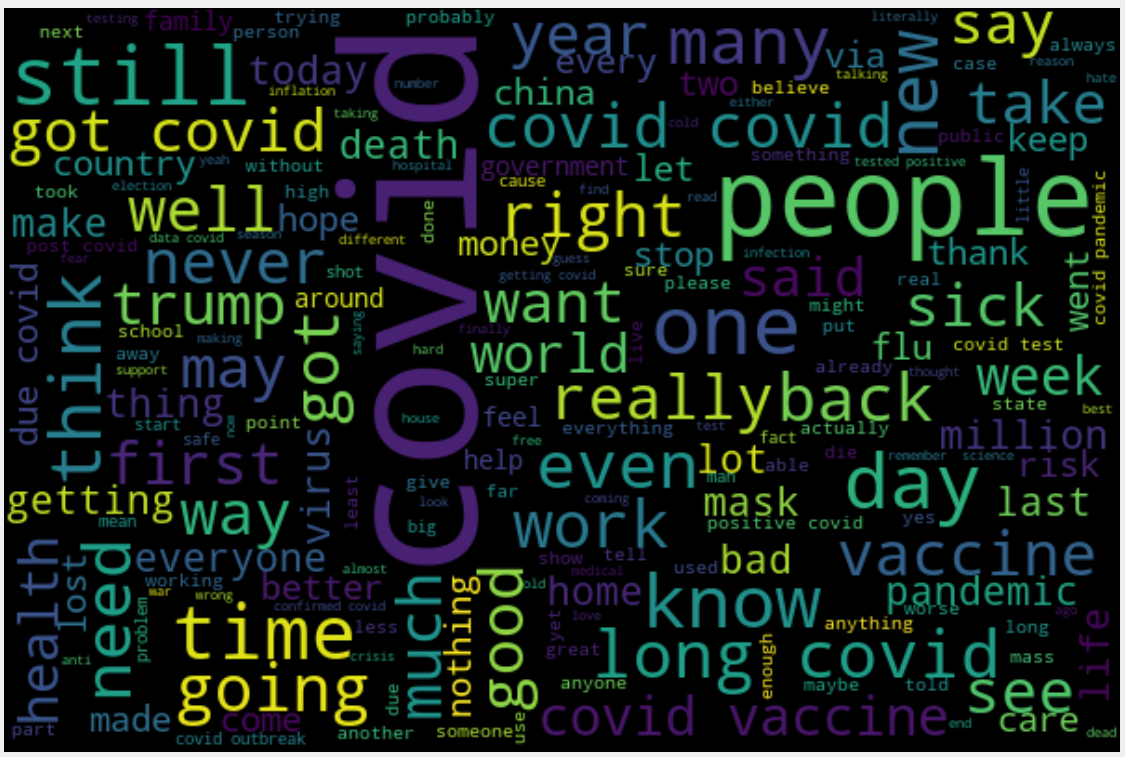 testing
family
trying
probably
literally
next
person
year
many
via
new
say
always
still
today
inflation
number
every
two
believe
talking
case
reason
hate
china
either
take
got covid
taking
death
covid
cold
covid
public
keep
country
yeah
without
hospital
government
let
something
tested positive
took
election
high
cause
find
read
people
little
covid pandemic
make
well
hope
done
right
post covid
data covid
season
different
money
guess
stop
infection
thank
fear
never
shot
getting covid
sure
please
said
real
went
due covid
think
trump
around
covid
want
might
put
sick
school
making
saying
finally
one
live
flu
covid test
away
support
may
got
hard
world
super
already
thought
week
thing
really
back
state
best
start
point
house
feel
everything
test
fact
actually
million
safe
now
first
virus
help
free
even
lot
able
man
die
remember
science
risk
getting
way
least
give
look
far
coming
day
last
mean
big
work
mask
positive covid
yes
health
lost
need
everyone
almost
show
tell
used
bad
vaccine
working
war
wrong
better
much
nothing
good
old
medical
home
know
pandemic
worse
ago
problem
confirmed covid
time
less
yet
love
anything
long
life
anti
crisis
great
long covid
enough
mass
going
due
anyone
maybe
told
see
part
made
come
another
someone
use
covid vaccine
end
care
dead
covid outbreak